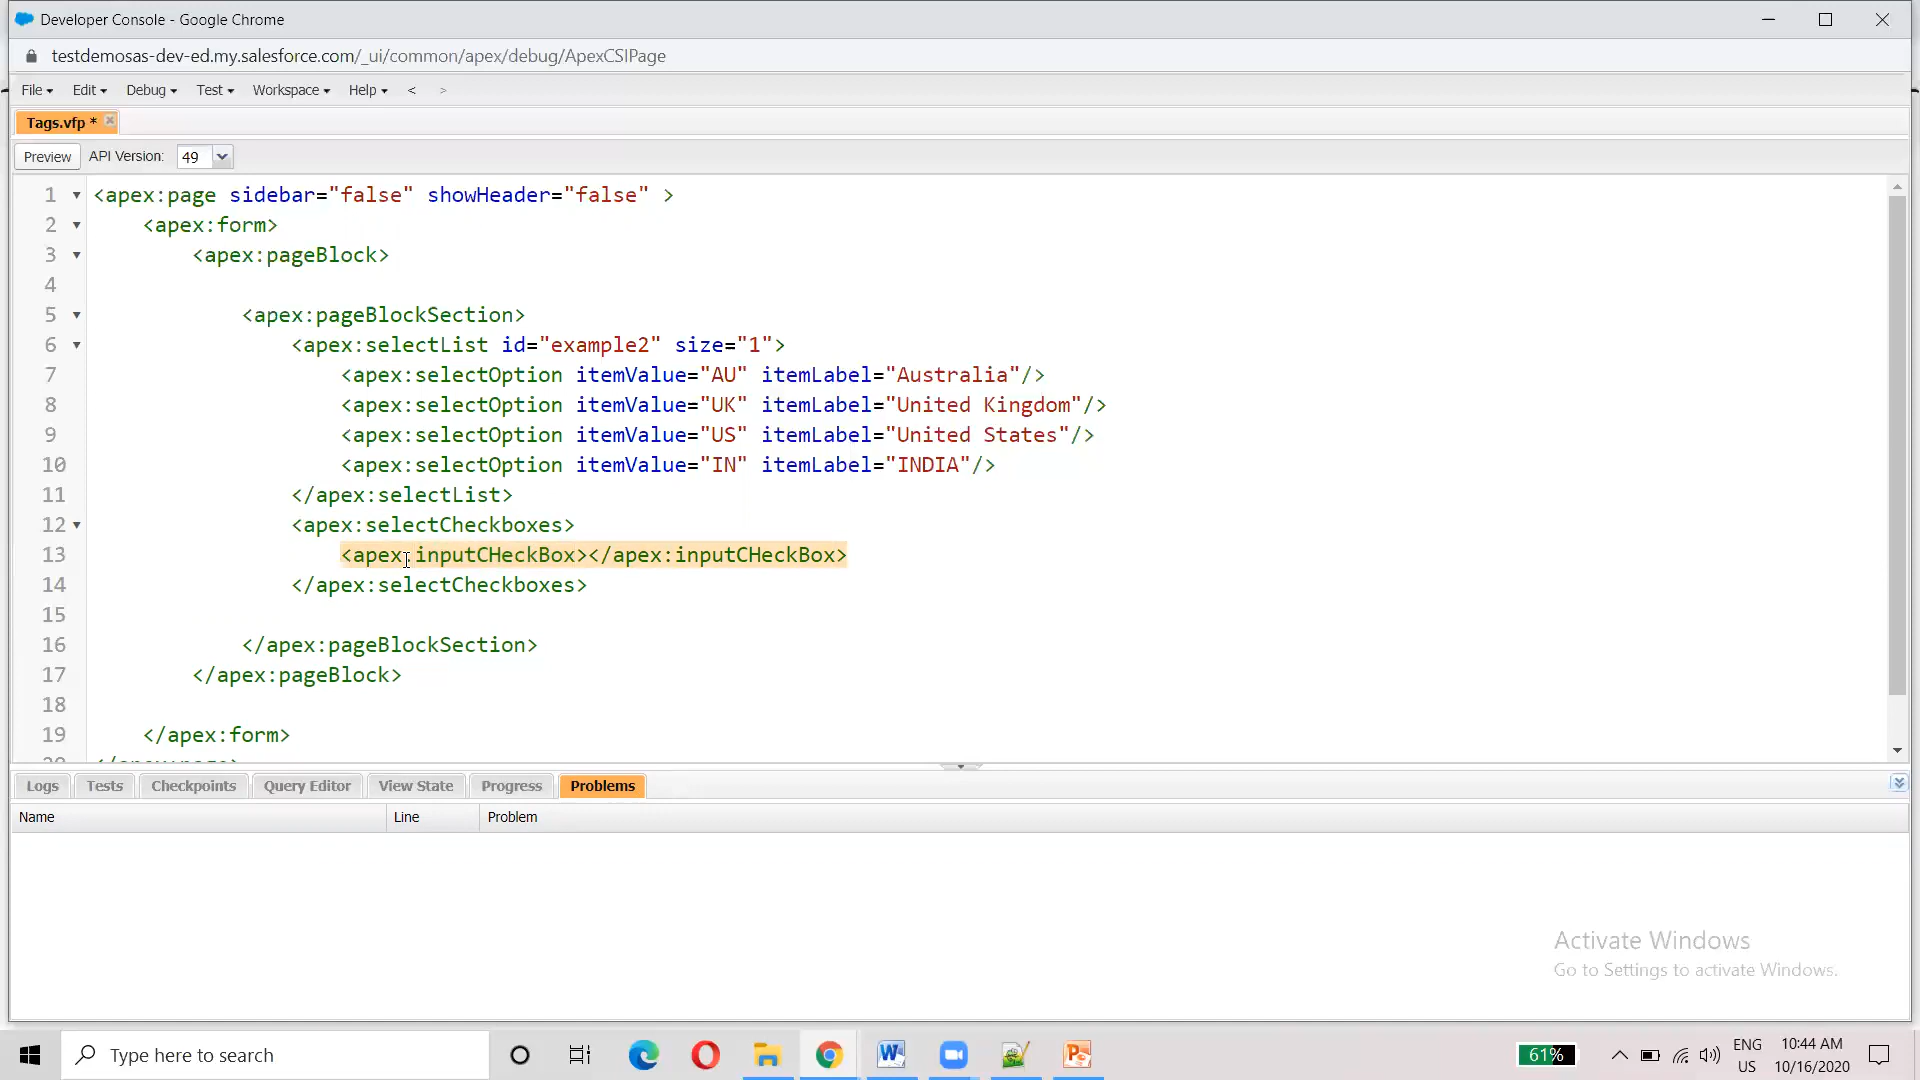 Developer Console - Google Chrome
testdemosas-dev-ed.my.salesforce.com/_ui/common/apex/debug/ApexCSIPage
File Edit Debug Test Workspace Help < >
Tags.vfp *
Preview API Version: 49
1 <apex:page sidebar="false" showHeader="false" >
2 <apex:form>
3 <apex:pageBlock>
4
5 <apex:pageBlockSection>
6 <apex:selectList id="example2" size="1">
7 <apex:selectOption itemValue="AU" itemLabel="Australia"/>
8 <apex:selectOption itemValue="UK" itemLabel="United Kingdom"/>
9 <apex:selectOption itemValue="US" itemLabel="United States"/>
10 <apex:selectOption itemValue="IN" itemLabel="INDIA"/>
11 </apex:selectList>
12 <apex:selectCheckboxes>
13 <apex:inputCHeckBox></apex:inputCHeckBox>
14 </apex:selectCheckboxes>
15
16 </apex:pageBlockSection>
17 </apex:pageBlock>
18
19 </apex:form>
20 </apex:page>
Logs Tests Checkpoints Query Editor View State Progress Problems
Name Line Problem
Activate Windows
Go to Settings to activate Windows.
Type here to search
61%
ENG
US
10:44 AM
10/16/2020